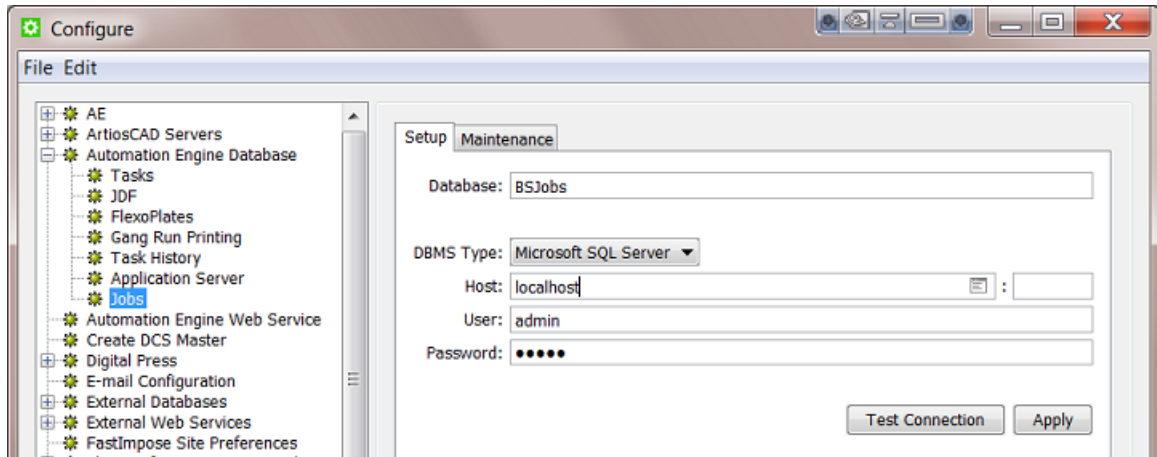 Configure
File Edit
AE
ArtiosCAD Servers
Automation Engine Database
Tasks
JDF
FlexoPlates
Gang Run Printing
Task History
Application Server
Jobs
Automation Engine Web Service
Create DCS Master
Digital Press
E-mail Configuration
External Databases
External Web Services
FastImpose Site Preferences
Setup Maintenance
Database: BSJobs
DBMS Type: Microsoft SQL Server
Host: localhost :
User: admin
Password: •••••
Test Connection Apply